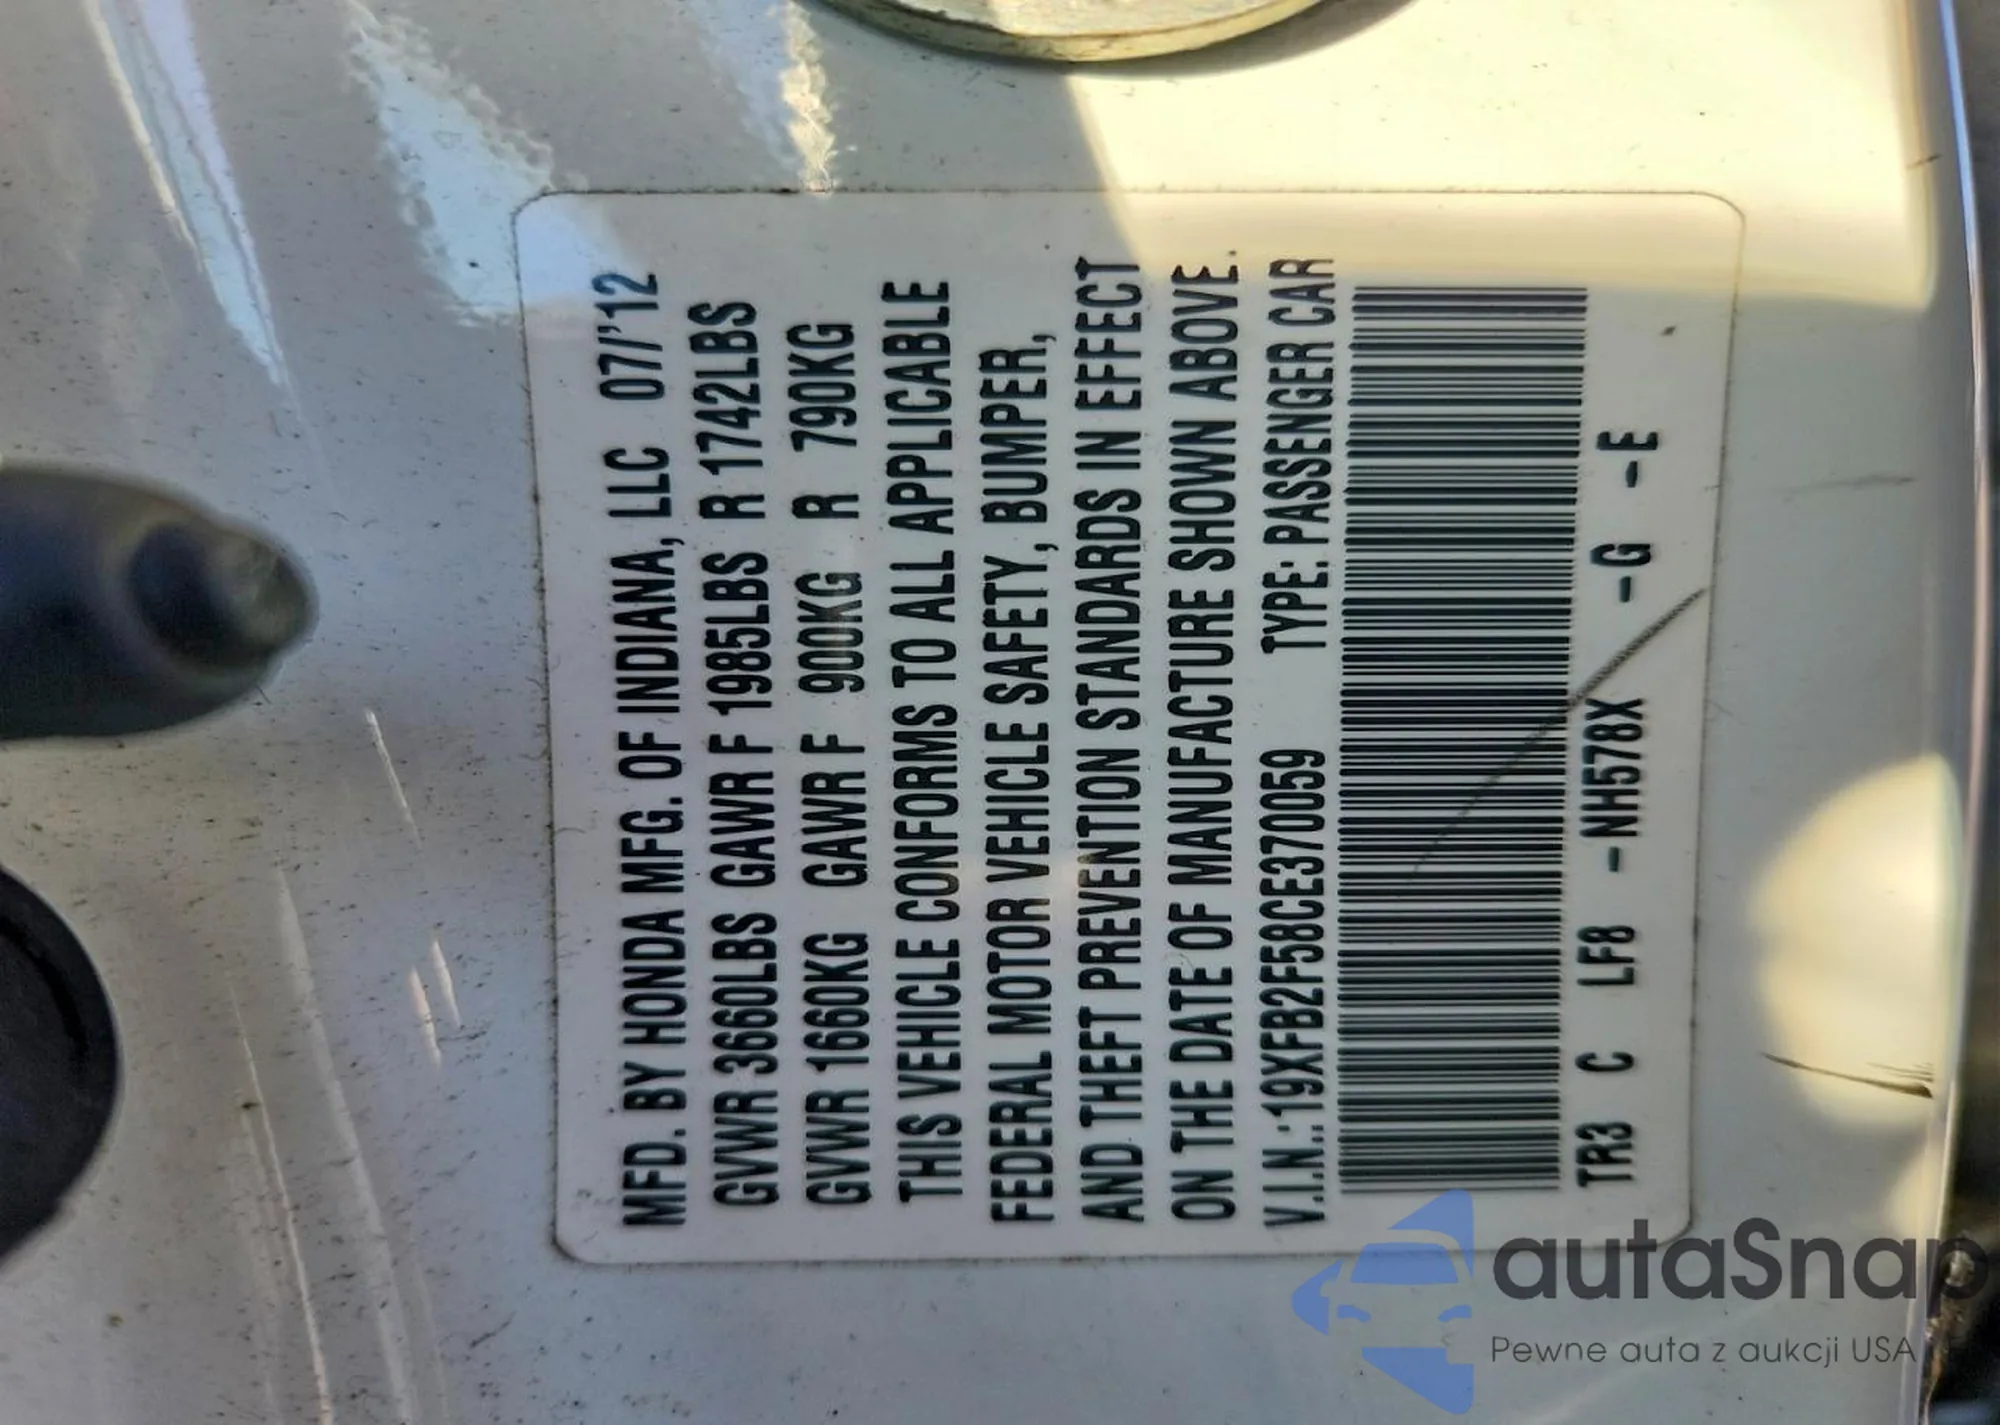 MFD. BY HONDA MFG. OF INDIANA, LLC 07/'12
GVWR 3660LBS GAWR F 1985LBS R 1742LBS
GVWR 1660KG GAWR F 900KG R 790KG
THIS VEHICLE CONFORMS TO ALL APPLICABLE
FEDERAL MOTOR VEHICLE SAFETY, BUMPER,
AND THEFT PREVENTION STANDARDS IN EFFECT
ON THE DATE OF MANUFACTURE SHOWN ABOVE.
V.I.N.: 19XFB2F58CE370059 TYPE: PASSENGER CAR
TR3 C LF8 -NH578X -G -E
autaSnap
Pewne auta z aukcji USA